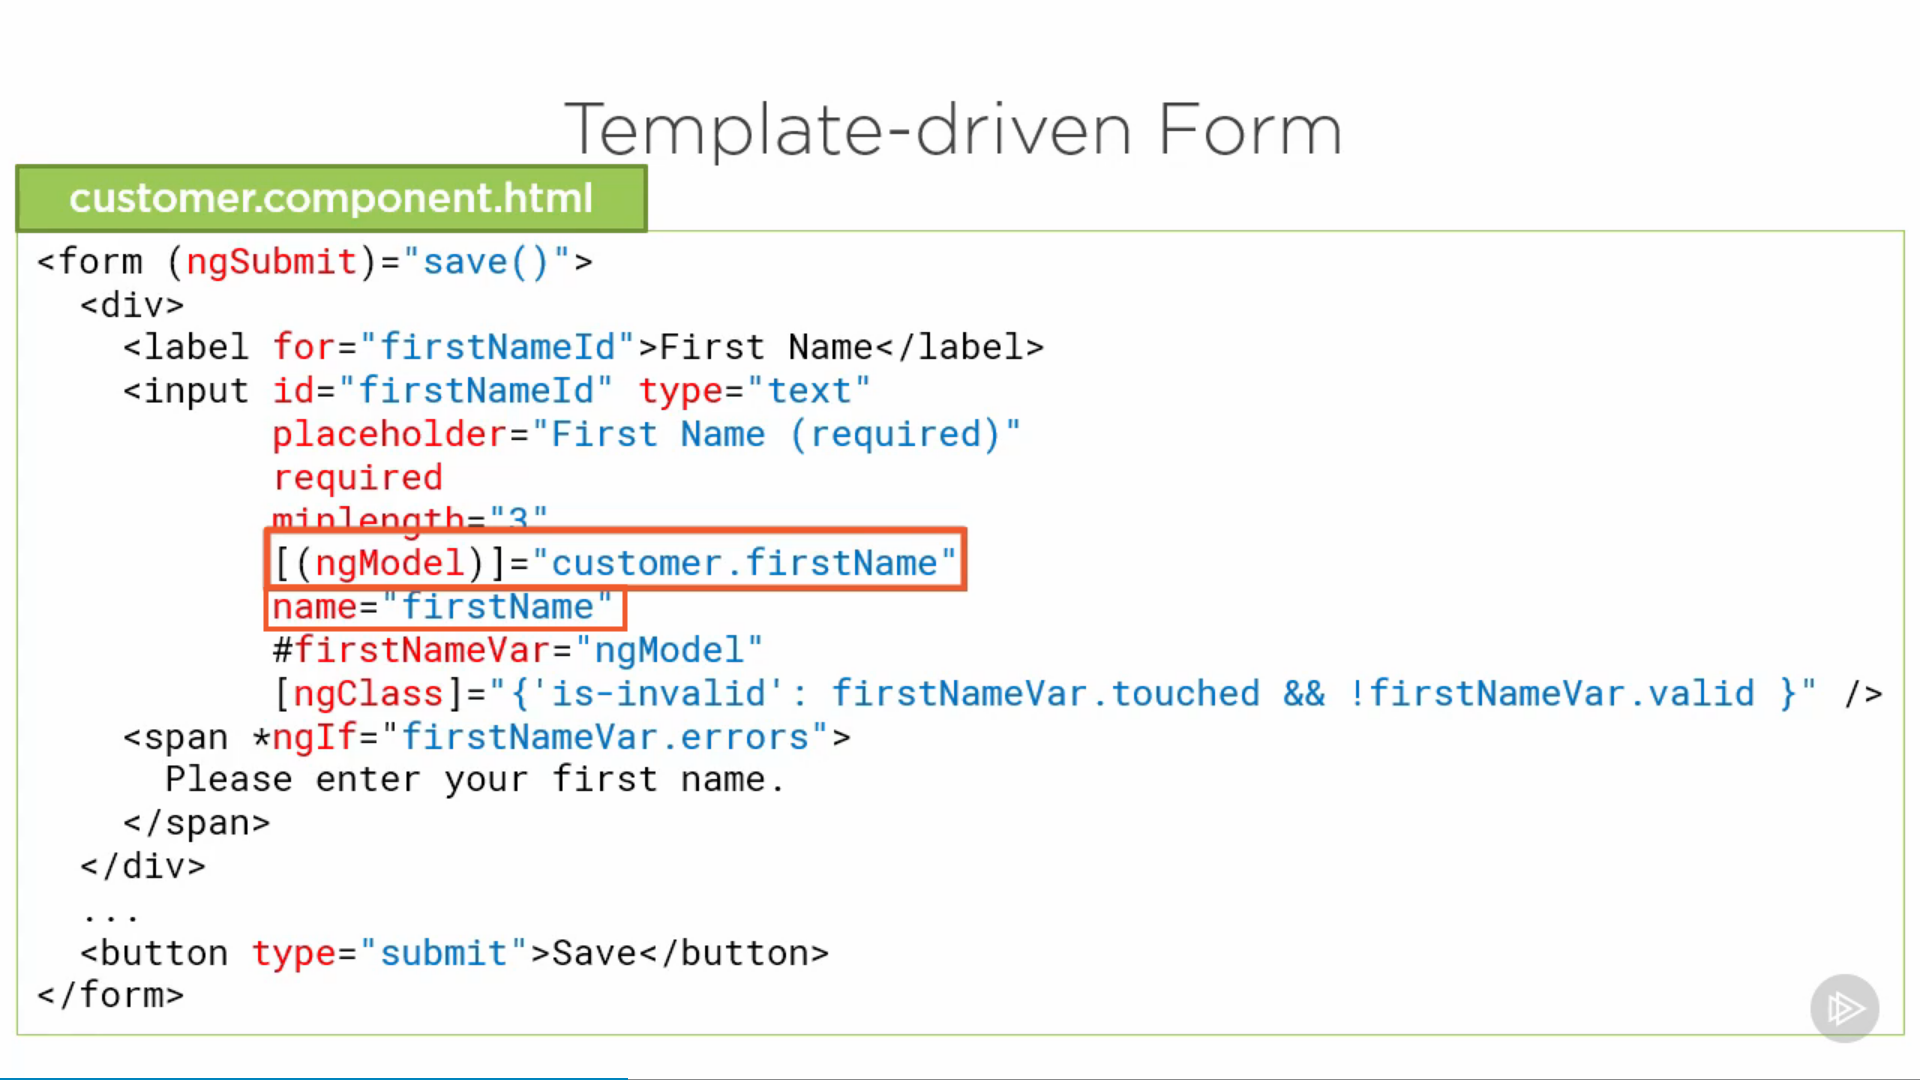 Template-driven Form
customer.component.html
<form (ngSubmit)="save()">
<div>
<label for="firstNameId">First Name</label>
<input id="firstNameId" type="text"
placeholder="First Name (required)"
required
minlength="3"
[(ngModel)]="customer.firstName"
name="firstName"
#firstNameVar="ngModel"
[ngClass]="{'is-invalid': firstNameVar.touched && !firstNameVar.valid }" />
<span *ngIf="firstNameVar.errors">
Please enter your first name.
</span>
</div>
...
<button type="submit">Save</button>
</form>